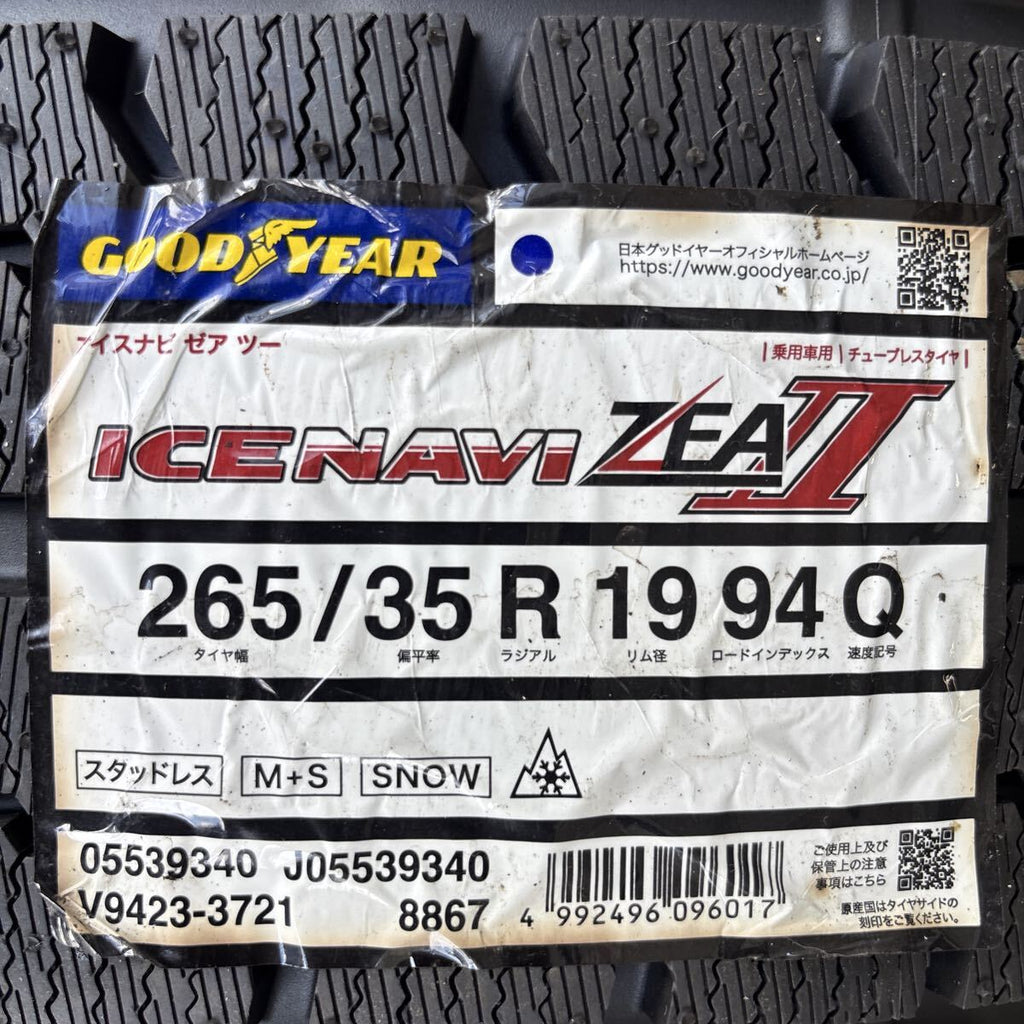 GOODYEAR
日本グッドイヤーオフィシャルホームページ
https://www.goodyear.co.jp/
アイスナビ ゼア ツー
|乗用車用|チューブレスタイヤ|
ICE NAVI ZEA II
265/35 R 19 94 Q
タイヤ幅 偏平率 ラジアル リム径 ロードインデックス 速度記号
スタッドレス M+S SNOW
05539340 J05539340
V9423-3721 8867
4 992496 096017
ご使用上及び
保管上の注意
事項はこちら
原産国はタイヤサイドの
刻印をご覧ください。